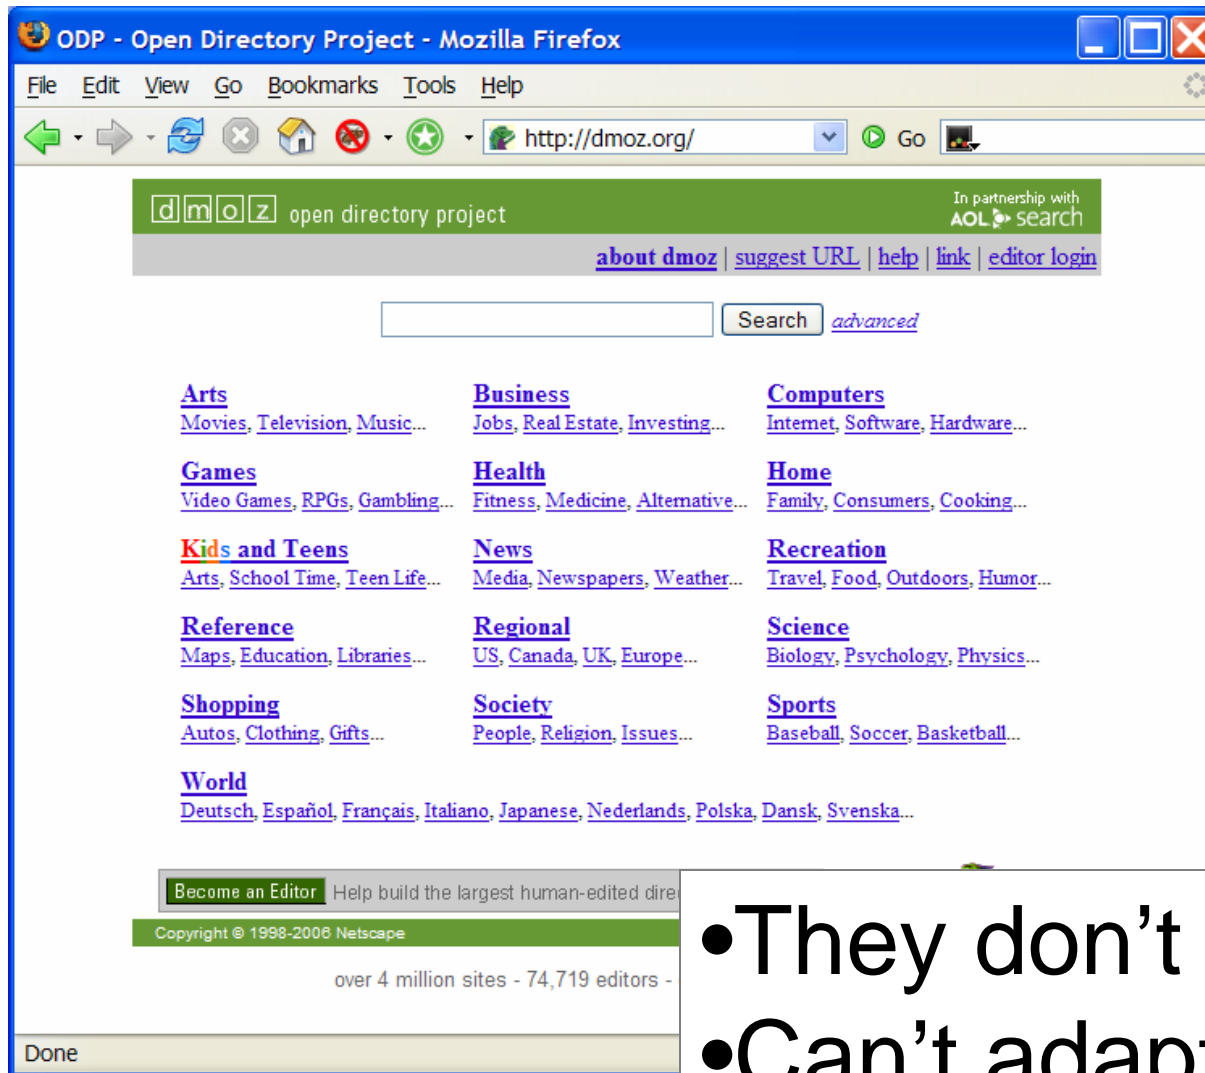 ODP - Open Directory Project - Mozilla Firefox
File Edit View Go Bookmarks Tools Help
http://dmoz.org/ Go
dmoz open directory project
In partnership with
AOL search
about dmoz | suggest URL | help | link | editor login
Search advanced
Arts Business Computers
Movies, Television, Music... Jobs, Real Estate, Investing... Internet, Software, Hardware...
Games Health Home
Video Games, RPGs, Gambling... Fitness, Medicine, Alternative... Family, Consumers, Cooking...
Kids and Teens News Recreation
Arts, School Time, Teen Life... Media, Newspapers, Weather... Travel, Food, Outdoors, Humor...
Reference Regional Science
Maps, Education, Libraries... US, Canada, UK, Europe... Biology, Psychology, Physics...
Shopping Society Sports
Autos, Clothing, Gifts... People, Religion, Issues... Baseball, Soccer, Basketball...
World
Deutsch, Español, Français, Italiano, Japanese, Nederlands, Polska, Dansk, Svenska...
Become an Editor Help build the largest human-edited
Copyright © 1998-2006 Netscape
over 4 million sites - 74,719 editors -
Done
•They don't
•Can't